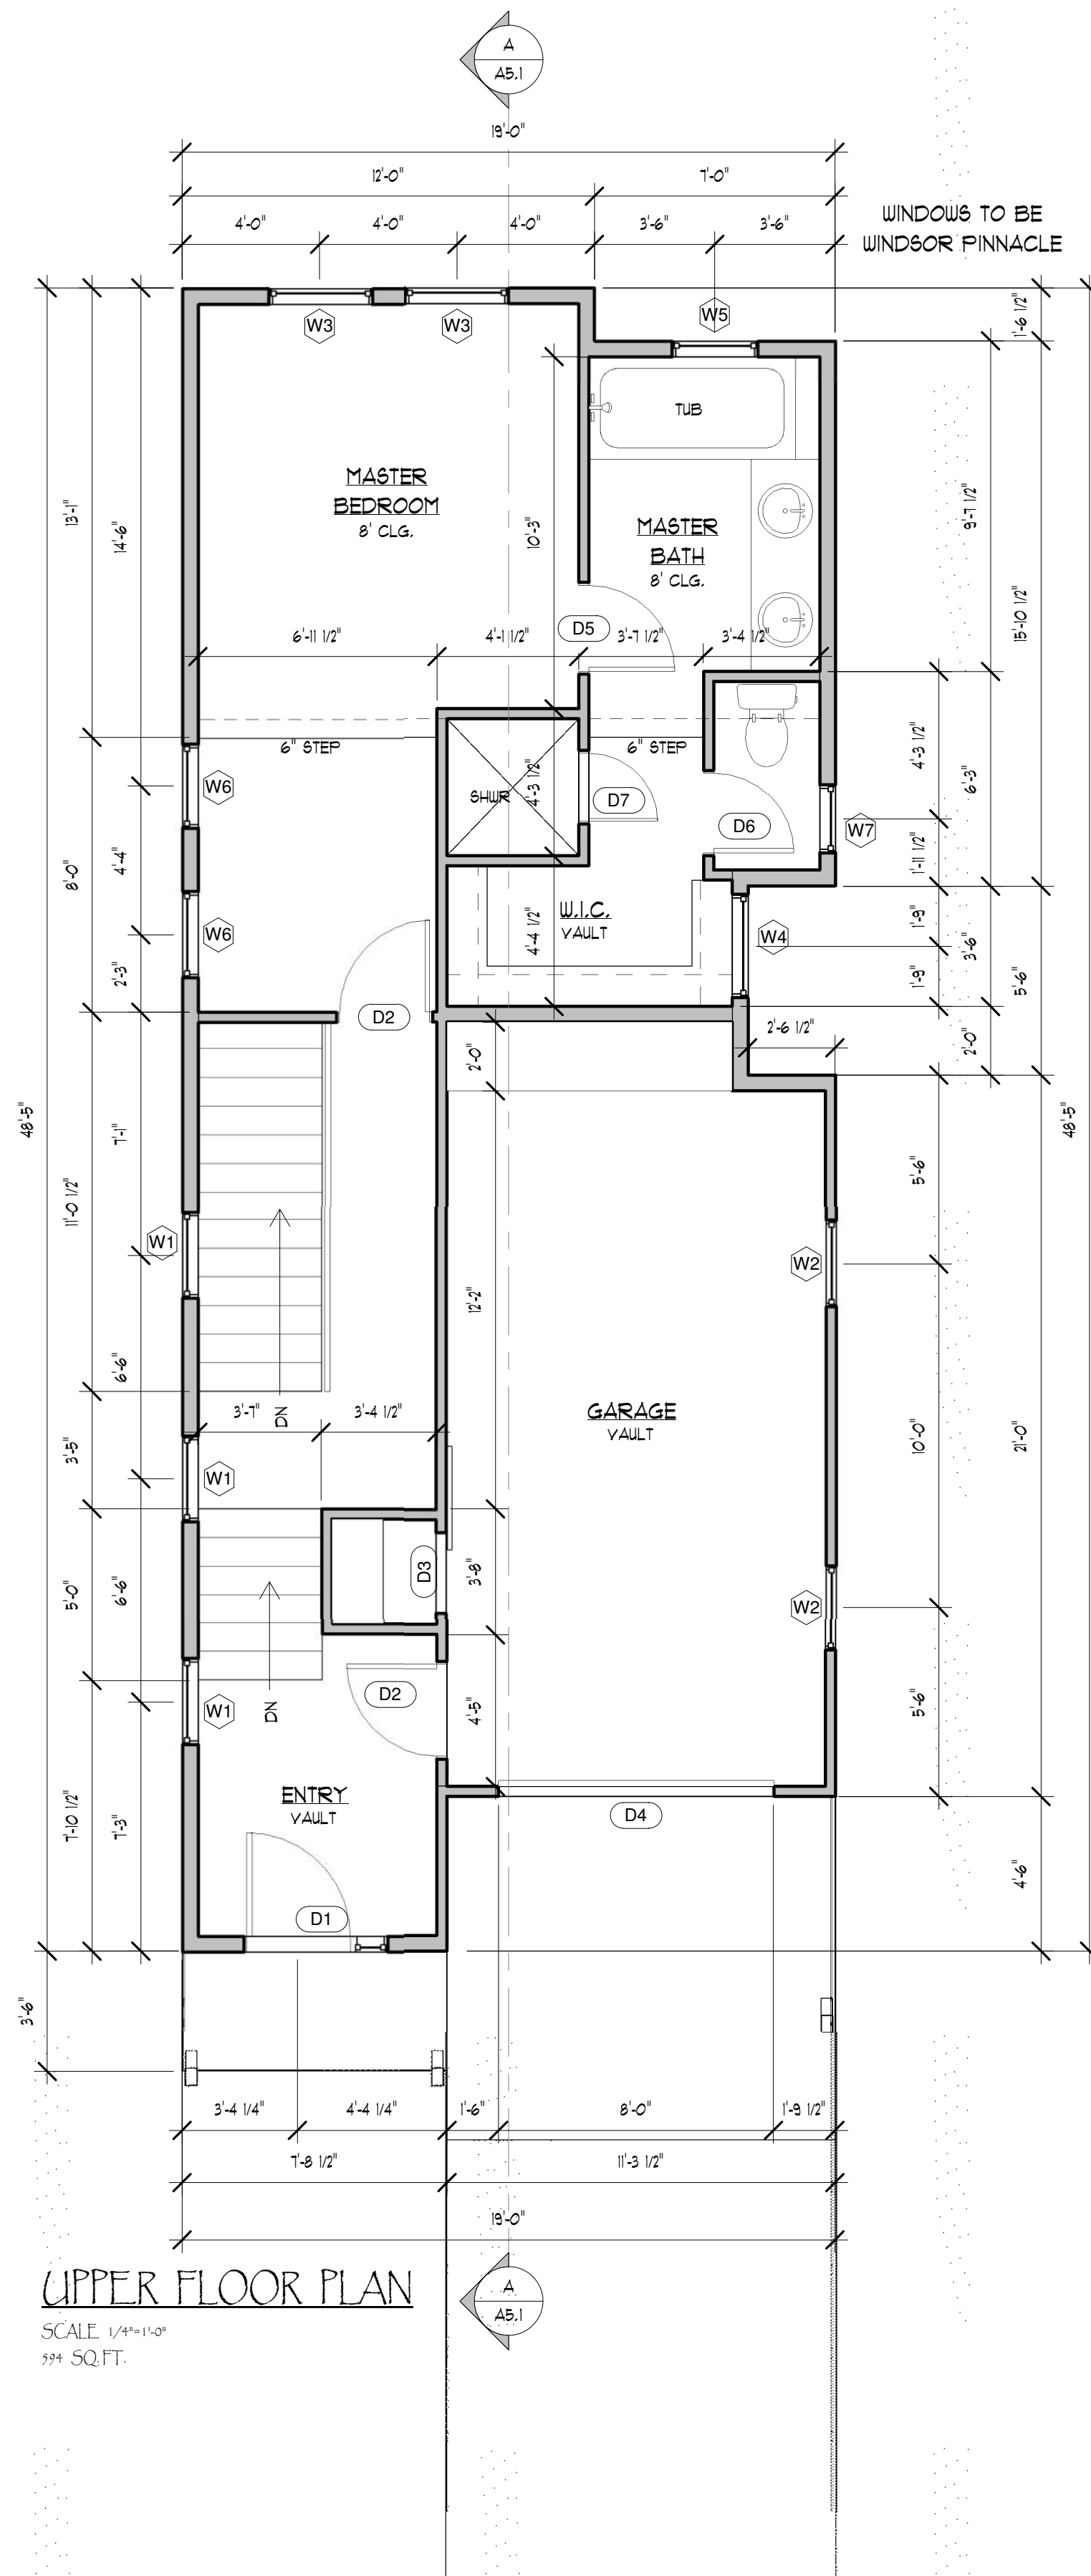 A
A5.1
19'-0"
12'-0"
7'-0"
4'-0"
4'-0"
4'-0"
3'-6"
3'-6"
WINDOWS TO BE
WINDSOR PINNACLE
W3
W3
W5
1'-6 1/2"
TUB
MASTER
BEDROOM
8' CLG.
13'-1"
14'-6"
10'-3"
MASTER
BATH
8' CLG.
9'-7 1/2"
15'-10 1/2"
D5
6'-11 1/2"
4'-1 1/2"
3'-7 1/2"
3'-4 1/2"
6" STEP
6" STEP
4'-3 1/2"
6'-3"
W6
SHWR
4'-3 1/2"
D7
D6
W7
8'-0"
4'-4"
1'-11 1/2"
W6
W.I.C.
VAULT
4'-4 1/2"
W4
1'-9"
3'-6"
1'-9"
5'-6"
2'-3"
D2
2'-0"
2'-6 1/2"
2'-0"
48'-5"
7'-1"
48'-5"
11'-0 1/2"
5'-6"
W1
W2
12'-2"
6'-6"
3'-7"
DN
3'-4 1/2"
GARAGE
VAULT
10'-0"
21'-0"
3'-5"
W1
5'-0"
6'-6"
D3
3'-8"
W2
D2
W1
DN
4'-5"
5'-6"
ENTRY
VAULT
7'-10 1/2"
7'-3"
D4
4'-6"
D1
3'-6"
3'-4 1/4"
4'-4 1/4"
1'-6"
8'-0"
1'-9 1/2"
7'-8 1/2"
11'-3 1/2"
19'-0"
UPPER FLOOR PLAN
A
A5.1
SCALE 1/4"=1'-0"
594 SQ.FT.